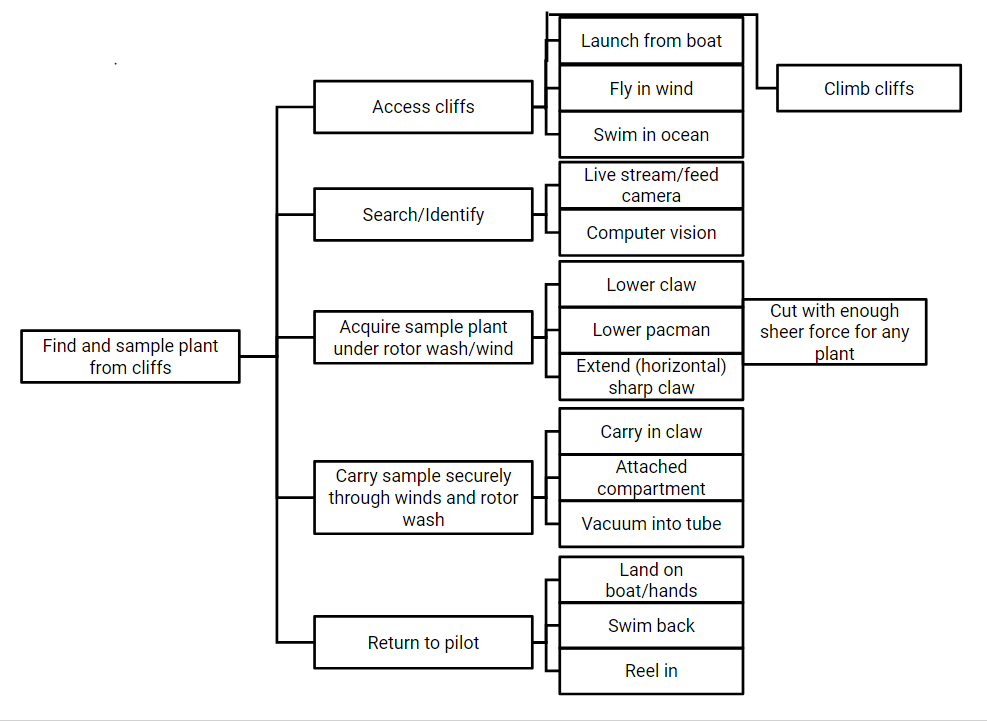 Find and sample plant
from cliffs
Access cliffs
Launch from boat
Fly in wind
Swim in ocean
Climb cliffs
Search/Identify
Live stream/feed
camera
Computer vision
Acquire sample plant
under rotor wash/wind
Lower claw
Lower pacman
Extend (horizontal)
sharp claw
Cut with enough
sheer force for any
plant
Carry sample securely
through winds and rotor
wash
Carry in claw
Attached
compartment
Vacuum into tube
Return to pilot
Land on
boat/hands
Swim back
Reel in